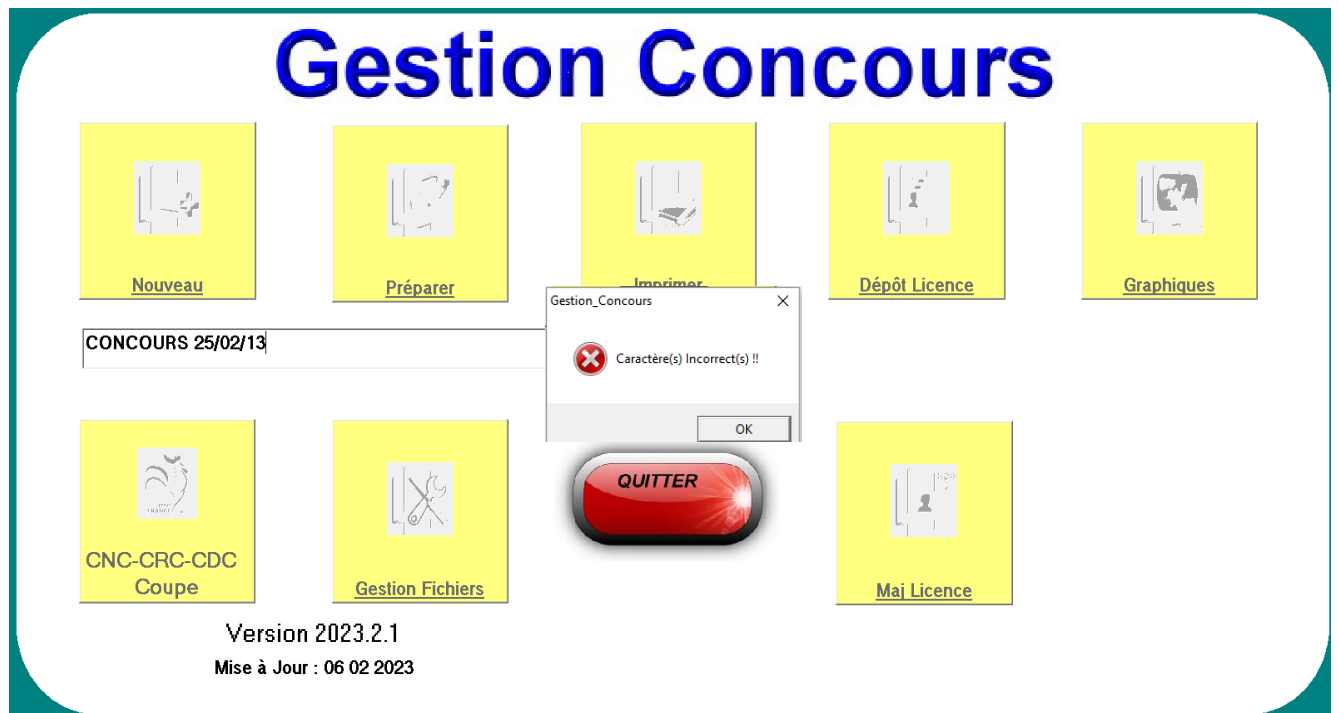 Gestion Concours
Nouveau
Préparer
Imprimer
Dépôt Licence
Graphiques
CONCOURS 25/02/13
Gestion_Concours
Caractère(s) Incorrect(s) !!
OK
CNC-CRC-CDC
Coupe
Gestion Fichiers
QUITTER
Maj Licence
Version 2023.2.1
Mise à Jour : 06 02 2023